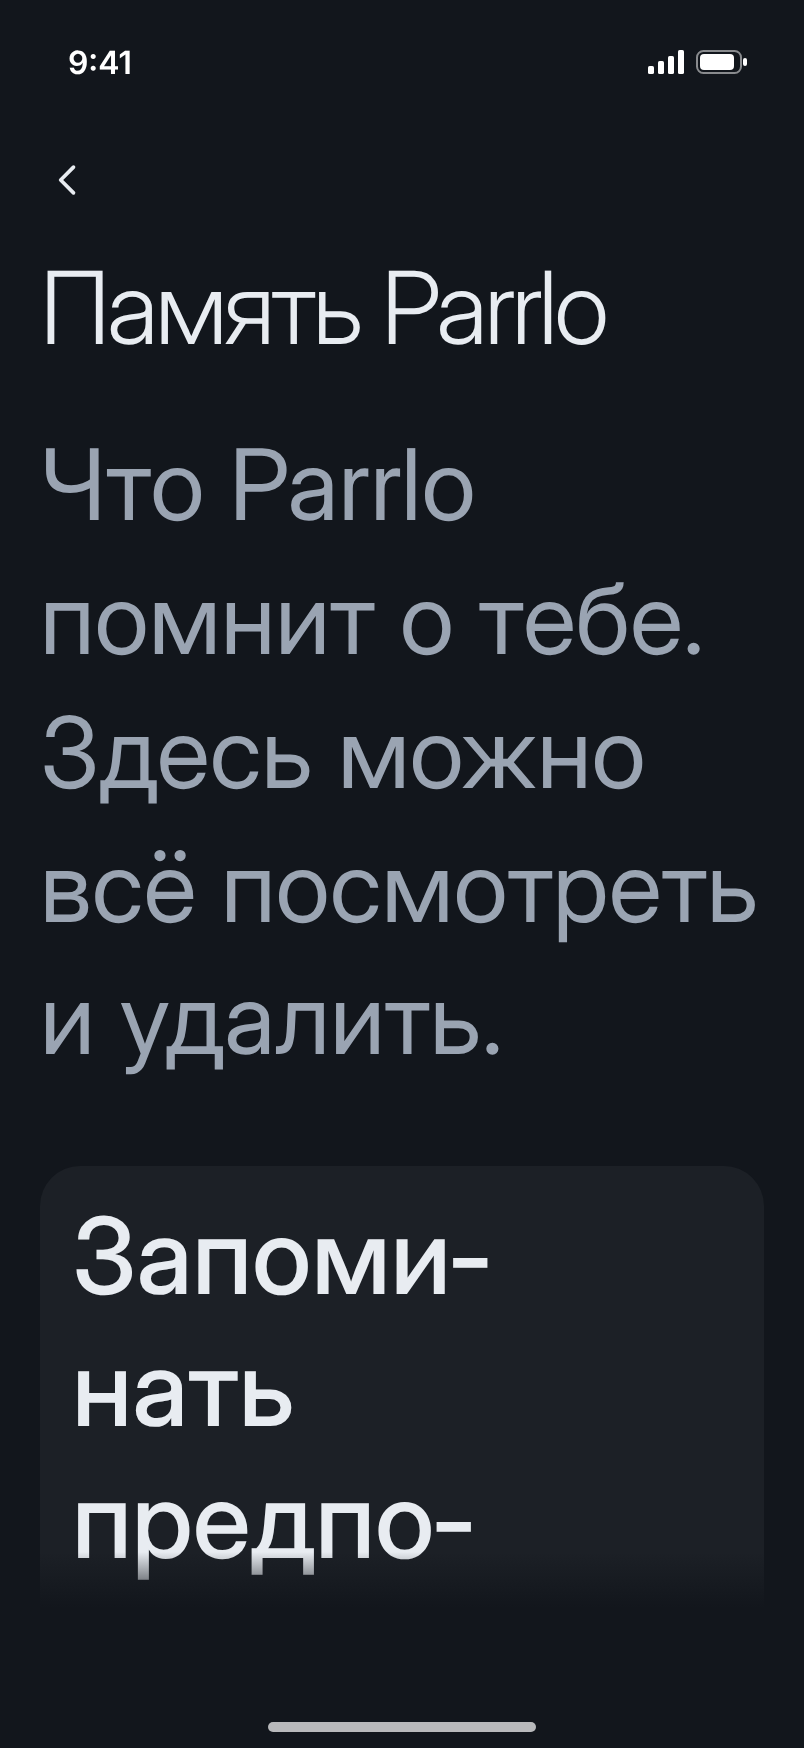 9:41
Память Parrlo
Что Parrlo
помнит о тебе.
Здесь можно
всё посмотреть
и удалить.
Запоми-
нать
предпо-